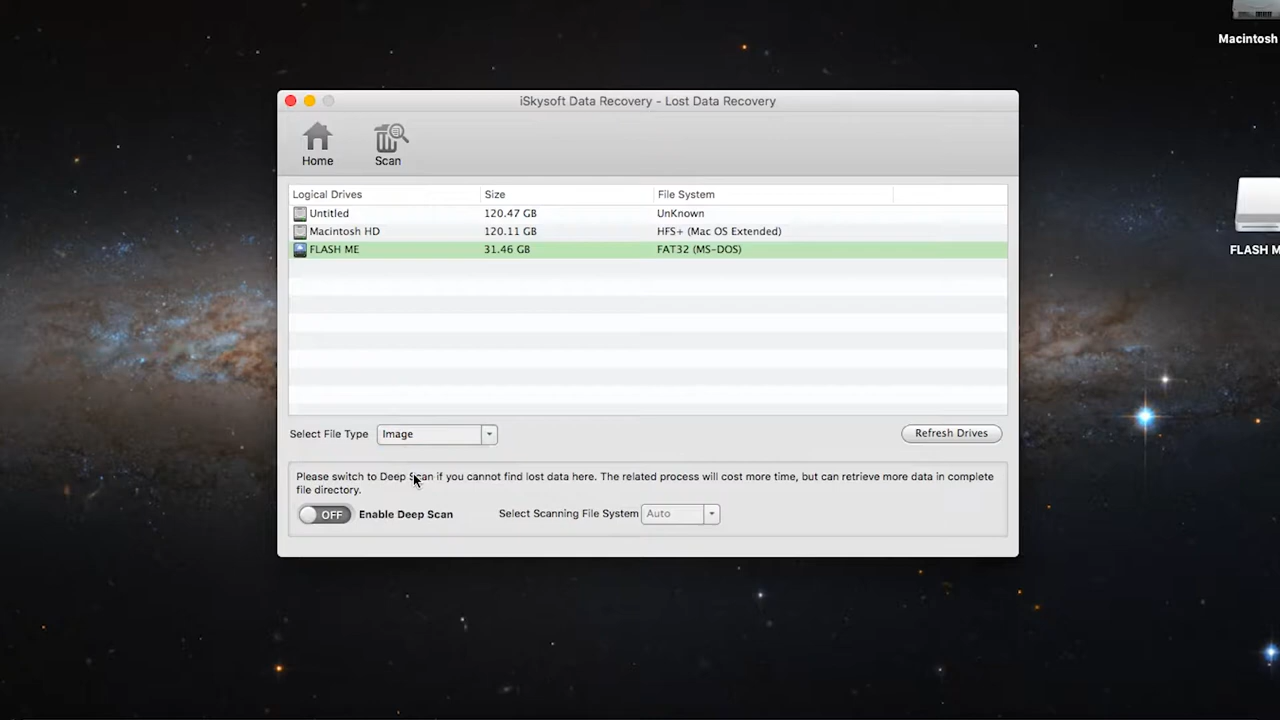 Macintosh
iSkysoft Data Recovery - Lost Data Recovery
Home
Scan
Logical Drives Size File System
Untitled 120.47 GB UnKnown
Macintosh HD 120.11 GB HFS+ (Mac OS Extended)
FLASH ME 31.46 GB FAT32 (MS-DOS)
FLASH M
Select File Type Image Refresh Drives
Please switch to Deep Scan if you cannot find lost data here. The related process will cost more time, but can retrieve more data in complete
file directory.
OFF Enable Deep Scan Select Scanning File System Auto